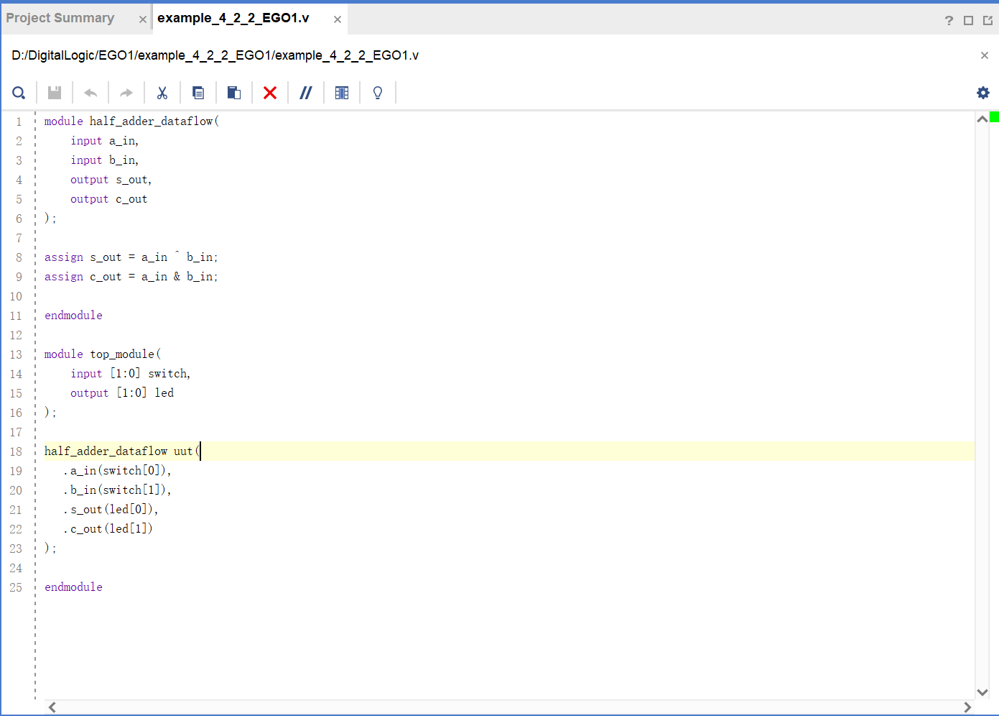 Project Summary × example_4_2_2_EGO1.v × ?
D:/DigitalLogic/EGO1/example_4_2_2_EGO1/example_4_2_2_EGO1.v ×
//
1 module half_adder_dataflow(
2     input a_in,
3     input b_in,
4     output s_out,
5     output c_out
6 );
7
8 assign s_out = a_in ^ b_in;
9 assign c_out = a_in & b_in;
10
11 endmodule
12
13 module top_module(
14     input [1:0] switch,
15     output [1:0] led
16 );
17
18 half_adder_dataflow uut(
19    .a_in(switch[0]),
20    .b_in(switch[1]),
21    .s_out(led[0]),
22    .c_out(led[1])
23 );
24
25 endmodule